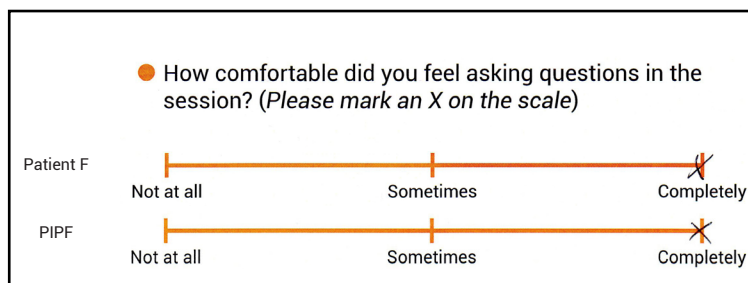 How comfortable did you feel asking questions in the
session? (Please mark an X on the scale)
Patient F
Not at all Sometimes Completely
PIPF
Not at all Sometimes Completely